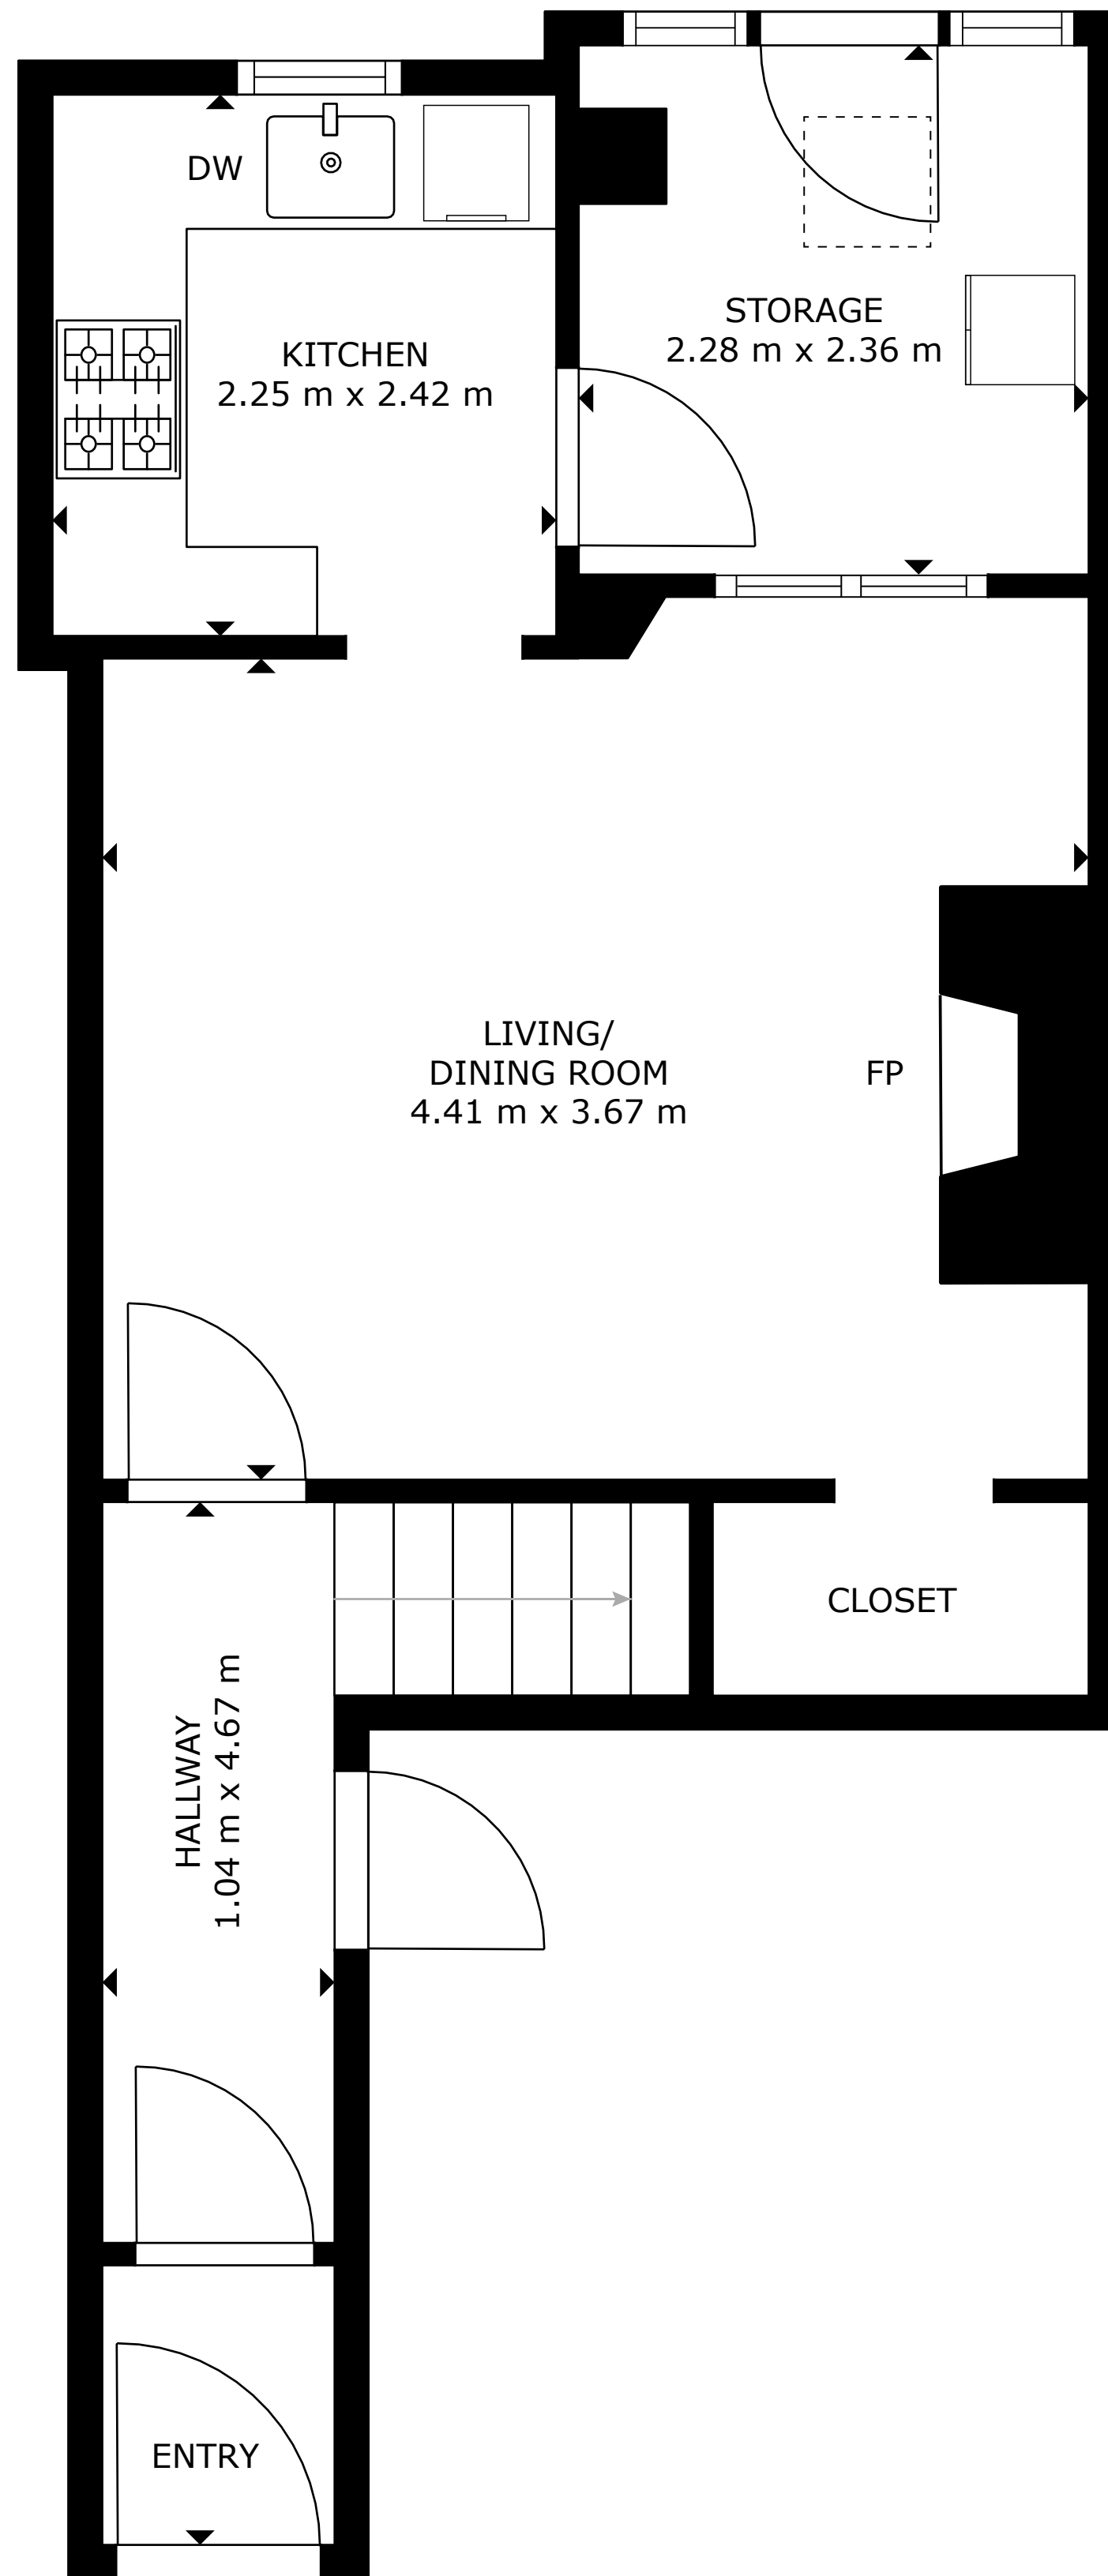 DW
KITCHEN
2.25 m x 2.42 m
STORAGE
2.28 m x 2.36 m
LIVING/
DINING ROOM
4.41 m x 3.67 m
FP
CLOSET
HALLWAY
1.04 m x 4.67 m
ENTRY